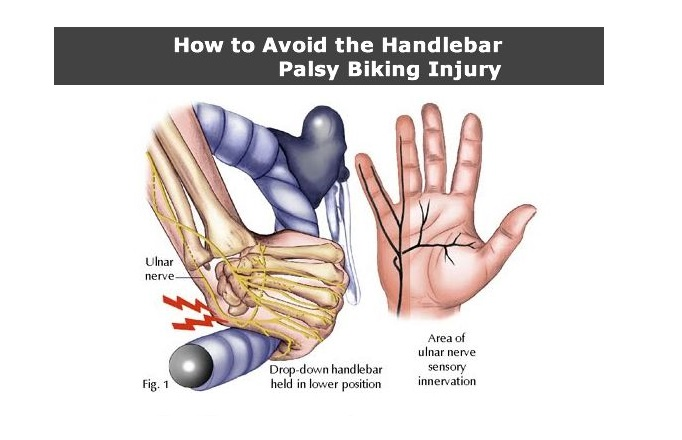 How to Avoid the Handlebar
Palsy Biking Injury
Ulnar
nerve
Fig. 1
Drop-down handlebar
held in lower position
Area of
ulnar nerve
sensory
innervation